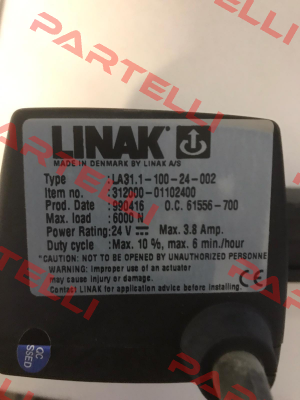 PARTELLI
LINAK®
MADE IN DENMARK BY LINAK A/S
Type : LA31.1-100-24-002
Item no. : 312000-01102400
Prod. Date : 990416 O.C. 61556-700
Max. load : 6000 N
Power Rating: 24 V ⎓ Max. 3.8 Amp.
Duty cycle : Max. 10 %, max. 6 min./hour
*CAUTION: NOT TO BE OPENED BY UNAUTHORIZED PERSONNE
WARNING: Improper use of an actuator
may cause injury or damage.
Contact LINAK for application advice before installing.
CE
QC
SSED
PARTELLI